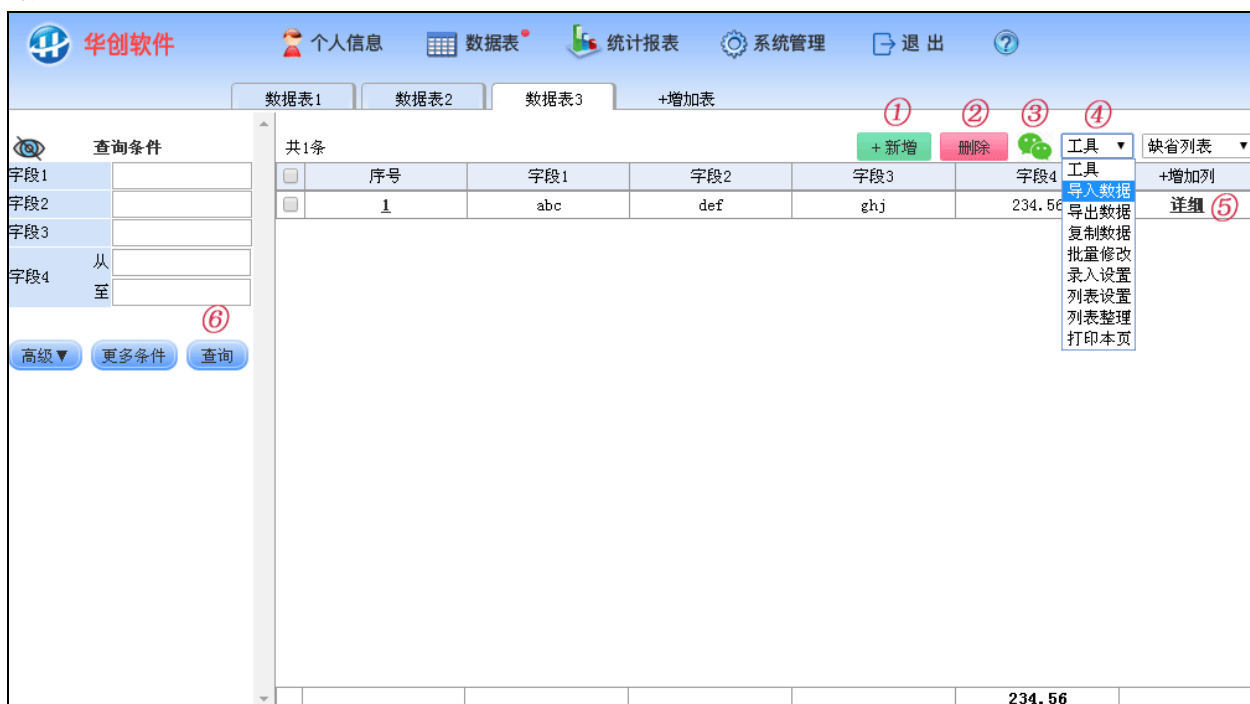 华创软件 个人信息 数据表 统计报表 系统管理 退 出 ?
数据表1 数据表2 数据表3 +增加表
① ② ③ ④
查询条件 共1条 +新增 删除 工具 ▼ 缺省列表 ▼
字段1 序号 字段1 字段2 字段3 字段4 +增加列
字段2 1 abc def ghj 234.56 详细 ⑤
字段3
字段4 从
至
⑥
高级▼ 更多条件 查询
工具
导入数据
导出数据
复制数据
批量修改
录入设置
列表设置
列表整理
打印本页
234.56